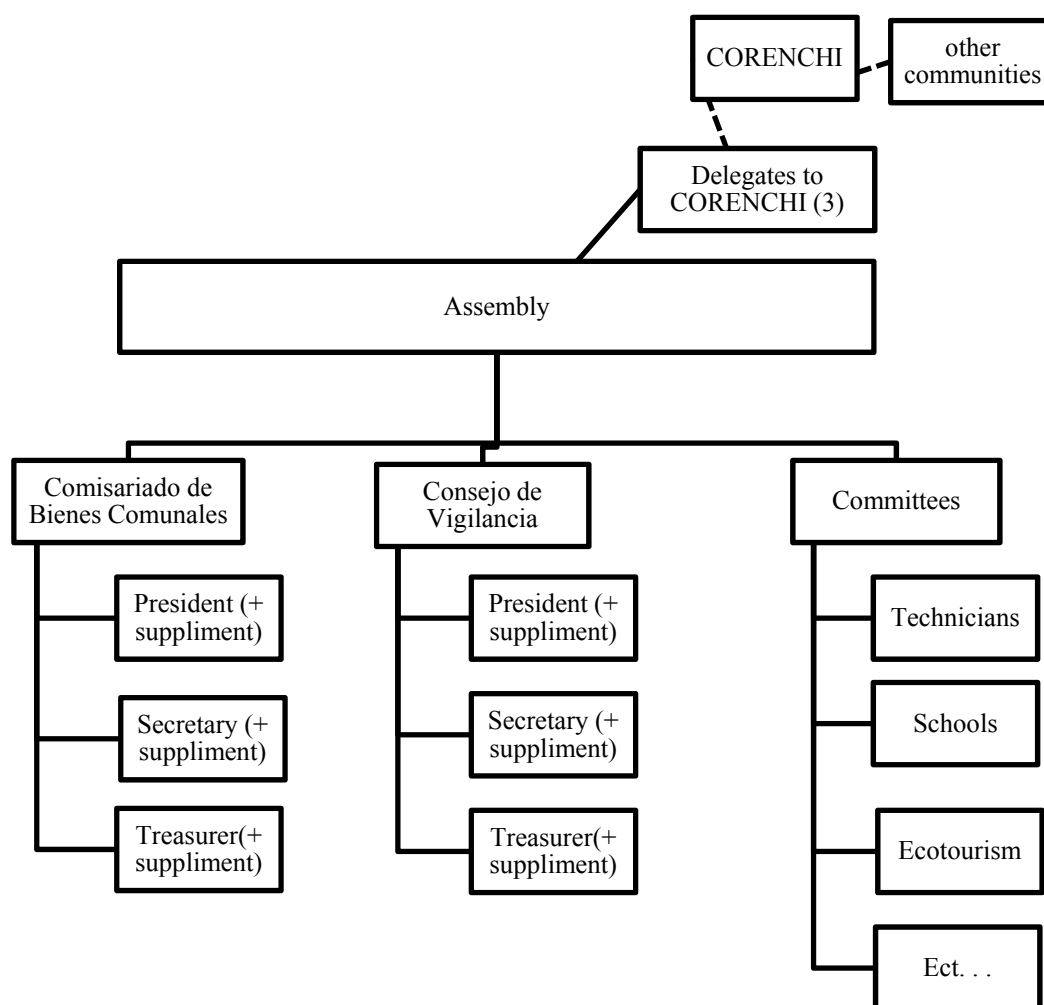 CORENCHI
other
communities
Delegates to
CORENCHI (3)
Assembly
Comisariado de
Bienes Comunales
Consejo de
Vigilancia
Committees
President (+
suppliment)
Secretary (+
suppliment)
Treasurer(+
suppliment)
President (+
suppliment)
Secretary (+
suppliment)
Treasurer(+
suppliment)
Technicians
Schools
Ecotourism
Ect. . .